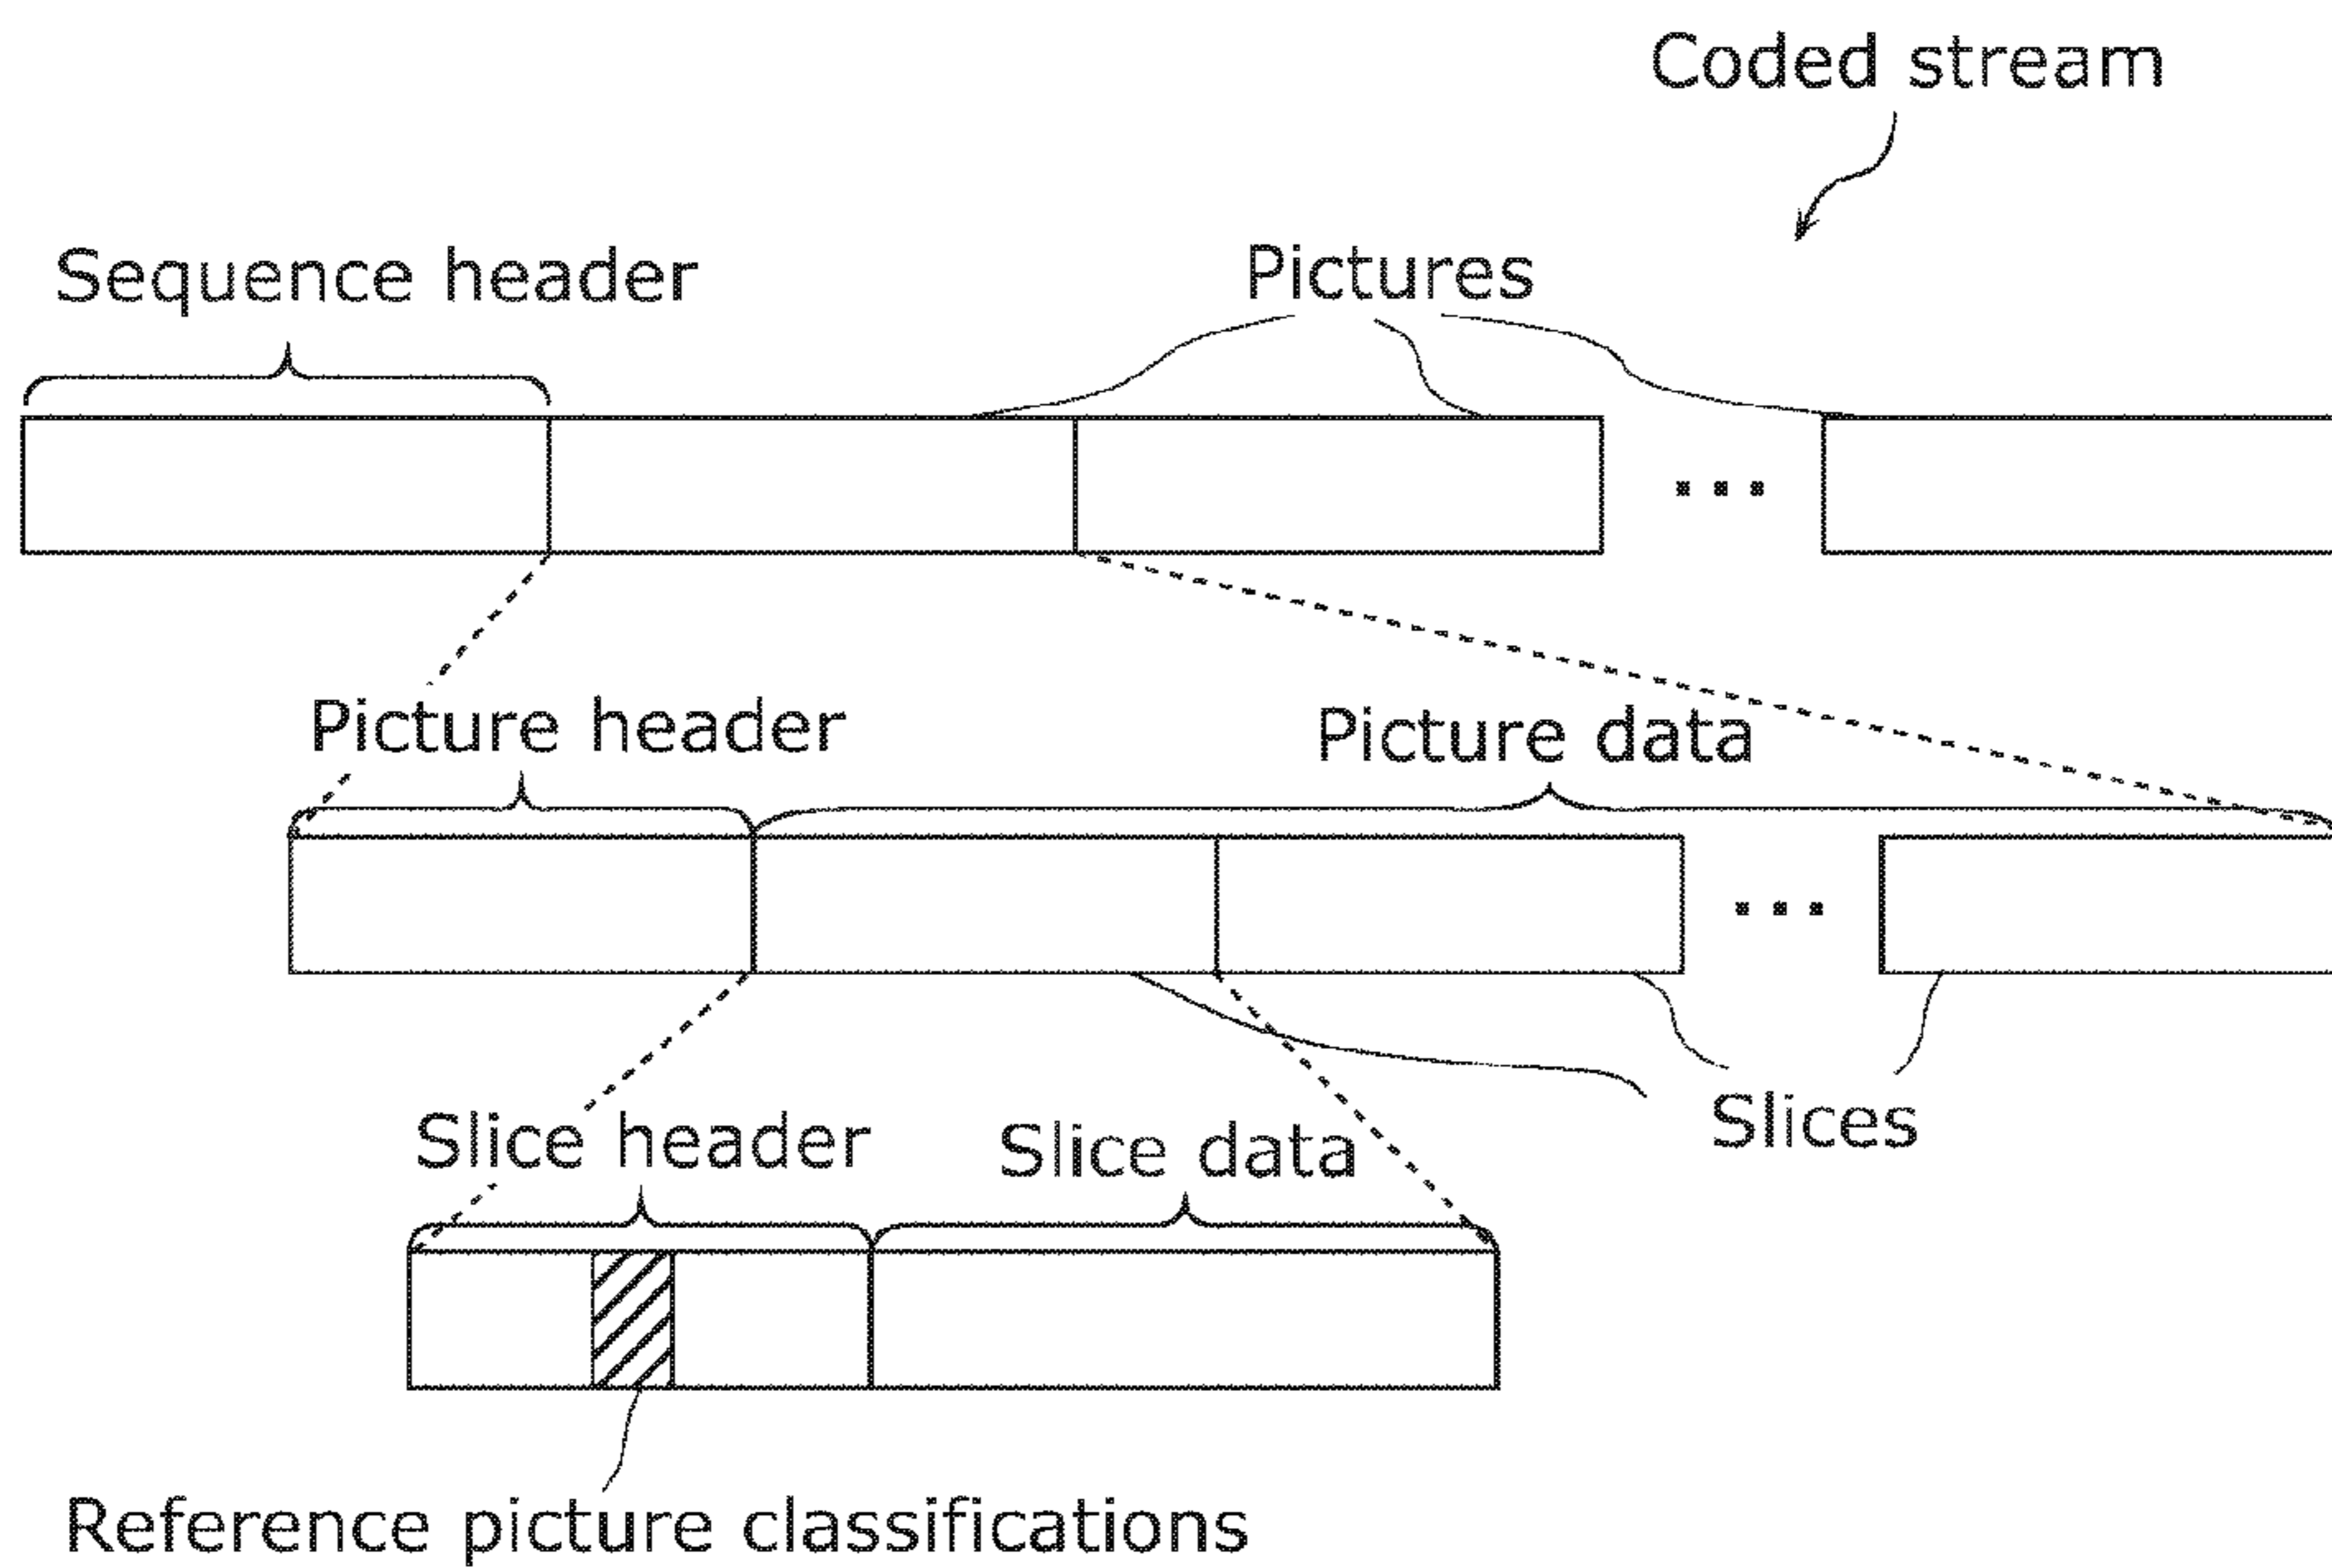 Coded stream
Sequence header
Pictures
Picture header
Picture data
Slices
Slice header
Slice data
Reference picture classifications